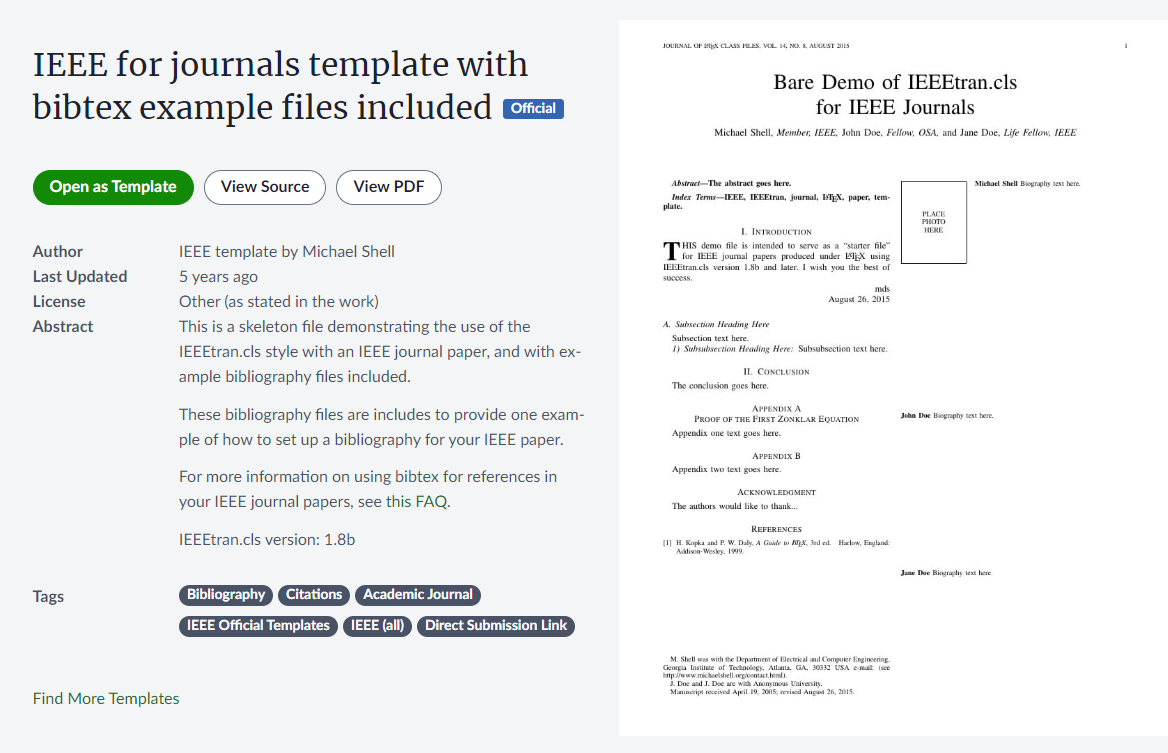 IEEE for journals template with
bibtex example files included Official
Open as Template View Source View PDF
Author IEEE template by Michael Shell
Last Updated 5 years ago
License Other (as stated in the work)
Abstract This is a skeleton file demonstrating the use of the
IEEEtran.cls style with an IEEE journal paper, and with ex-
ample bibliography files included.
These bibliography files are includes to provide one exam-
ple of how to set up a bibliography for your IEEE paper.
For more information on using bibtex for references in
your IEEE journal papers, see this FAQ.
IEEEtran.cls version: 1.8b
Tags Bibliography Citations Academic Journal
IEEE Official Templates IEEE (all) Direct Submission Link
Find More Templates
JOURNAL OF LATEX CLASS FILES, VOL. 14, NO. 8, AUGUST 2015 1
Bare Demo of IEEEtran.cls
for IEEE Journals
Michael Shell, Member, IEEE, John Doe, Fellow, OSA, and Jane Doe, Life Fellow, IEEE
Abstract—The abstract goes here.
Index Terms—IEEE, IEEEtran, journal, LATEX, paper, tem-
plate.
I. INTRODUCTION
THIS demo file is intended to serve as a “starter file”
for IEEE journal papers produced under LATEX using
IEEEtran.cls version 1.8b and later. I wish you the best of
success.
mds
August 26, 2015
A. Subsection Heading Here
Subsection text here.
1) Subsubsection Heading Here: Subsubsection text here.
II. CONCLUSION
The conclusion goes here.
APPENDIX A
PROOF OF THE FIRST ZONKLAR EQUATION
Appendix one text goes here.
APPENDIX B
Appendix two text goes here.
ACKNOWLEDGMENT
The authors would like to thank...
REFERENCES
[1] H. Kopka and P. W. Daly, A Guide to LATEX, 3rd ed. Harlow, England:
Addison-Wesley, 1999.
M. Shell was with the Department of Electrical and Computer Engineering,
Georgia Institute of Technology, Atlanta, GA, 30332 USA e-mail: (see
http://www.michaelshell.org/contact.html).
J. Doe and J. Doe are with Anonymous University.
Manuscript received April 19, 2005; revised August 26, 2015.
PLACE
PHOTO
HERE
Michael Shell Biography text here.
John Doe Biography text here.
Jane Doe Biography text here.